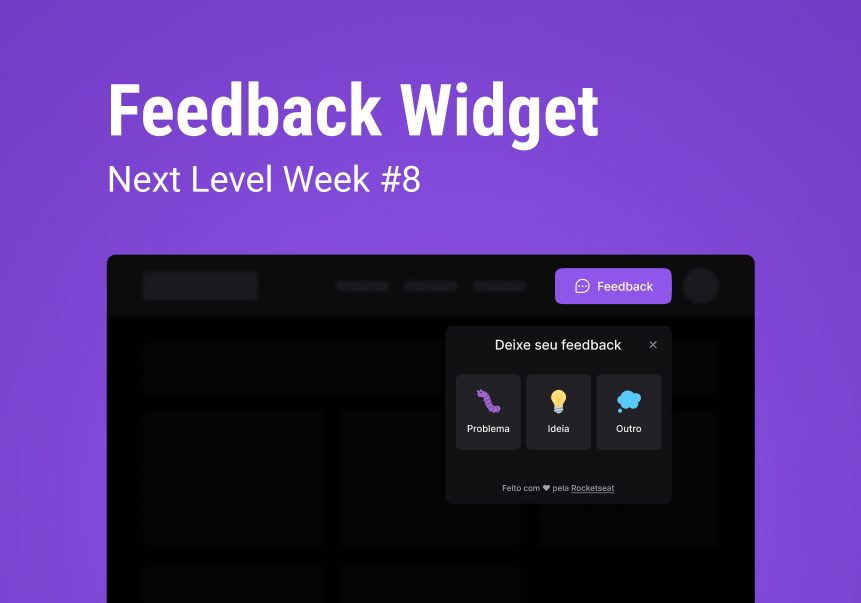 Feedback Widget
Next Level Week #8
Feedback
Deixe seu feedback
Problema
Ideia
Outro
Feito com ♥ pela Rocketseat